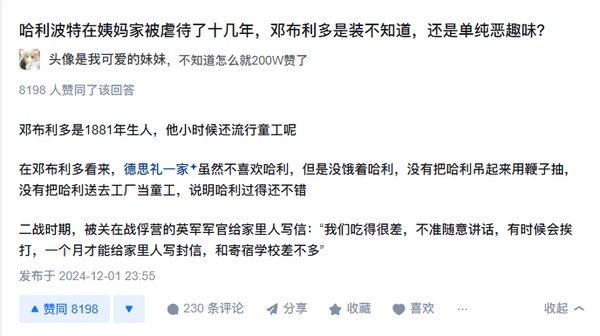 哈利波特在姨妈家被虐待了十几年，邓布利多是装不知道，还是单纯恶趣味？
头像是我可爱的妹妹，不知道怎么就200W赞了
8198 人赞同了该回答
邓布利多是1881年生人，他小时候还流行童工呢
在邓布利多看来，德思礼一家虽然不喜欢哈利，但是没饿着哈利，没有把哈利吊起来用鞭子抽，
没有把哈利送去工厂当童工，说明哈利过得还不错
二战时期，被关在战俘营的英军军官给家里人写信：“我们吃得很差，不准随意讲话，有时候会挨
打，一个月才能给家里人写封信，和寄宿学校差不多”
发布于 2024-12-01 23:55
赞同 8198 230 条评论 分享 收藏 喜欢 ··· 收起